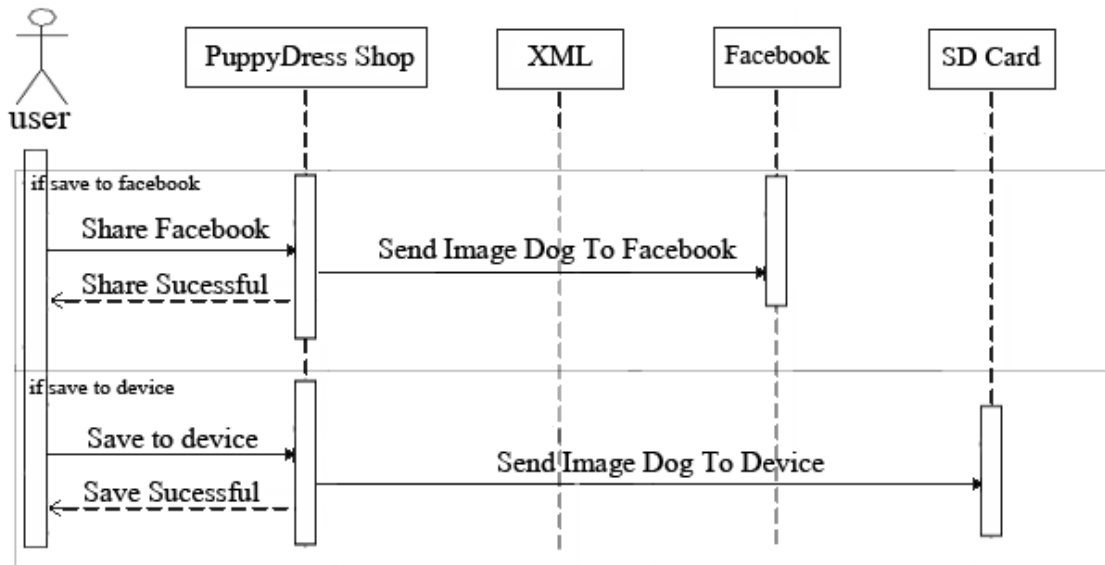 PuppyDress Shop
XML
Facebook
SD Card
user
if save to facebook
Share Facebook
Send Image Dog To Facebook
Share Sucessful
if save to device
Save to device
Send Image Dog To Device
Save Sucessful